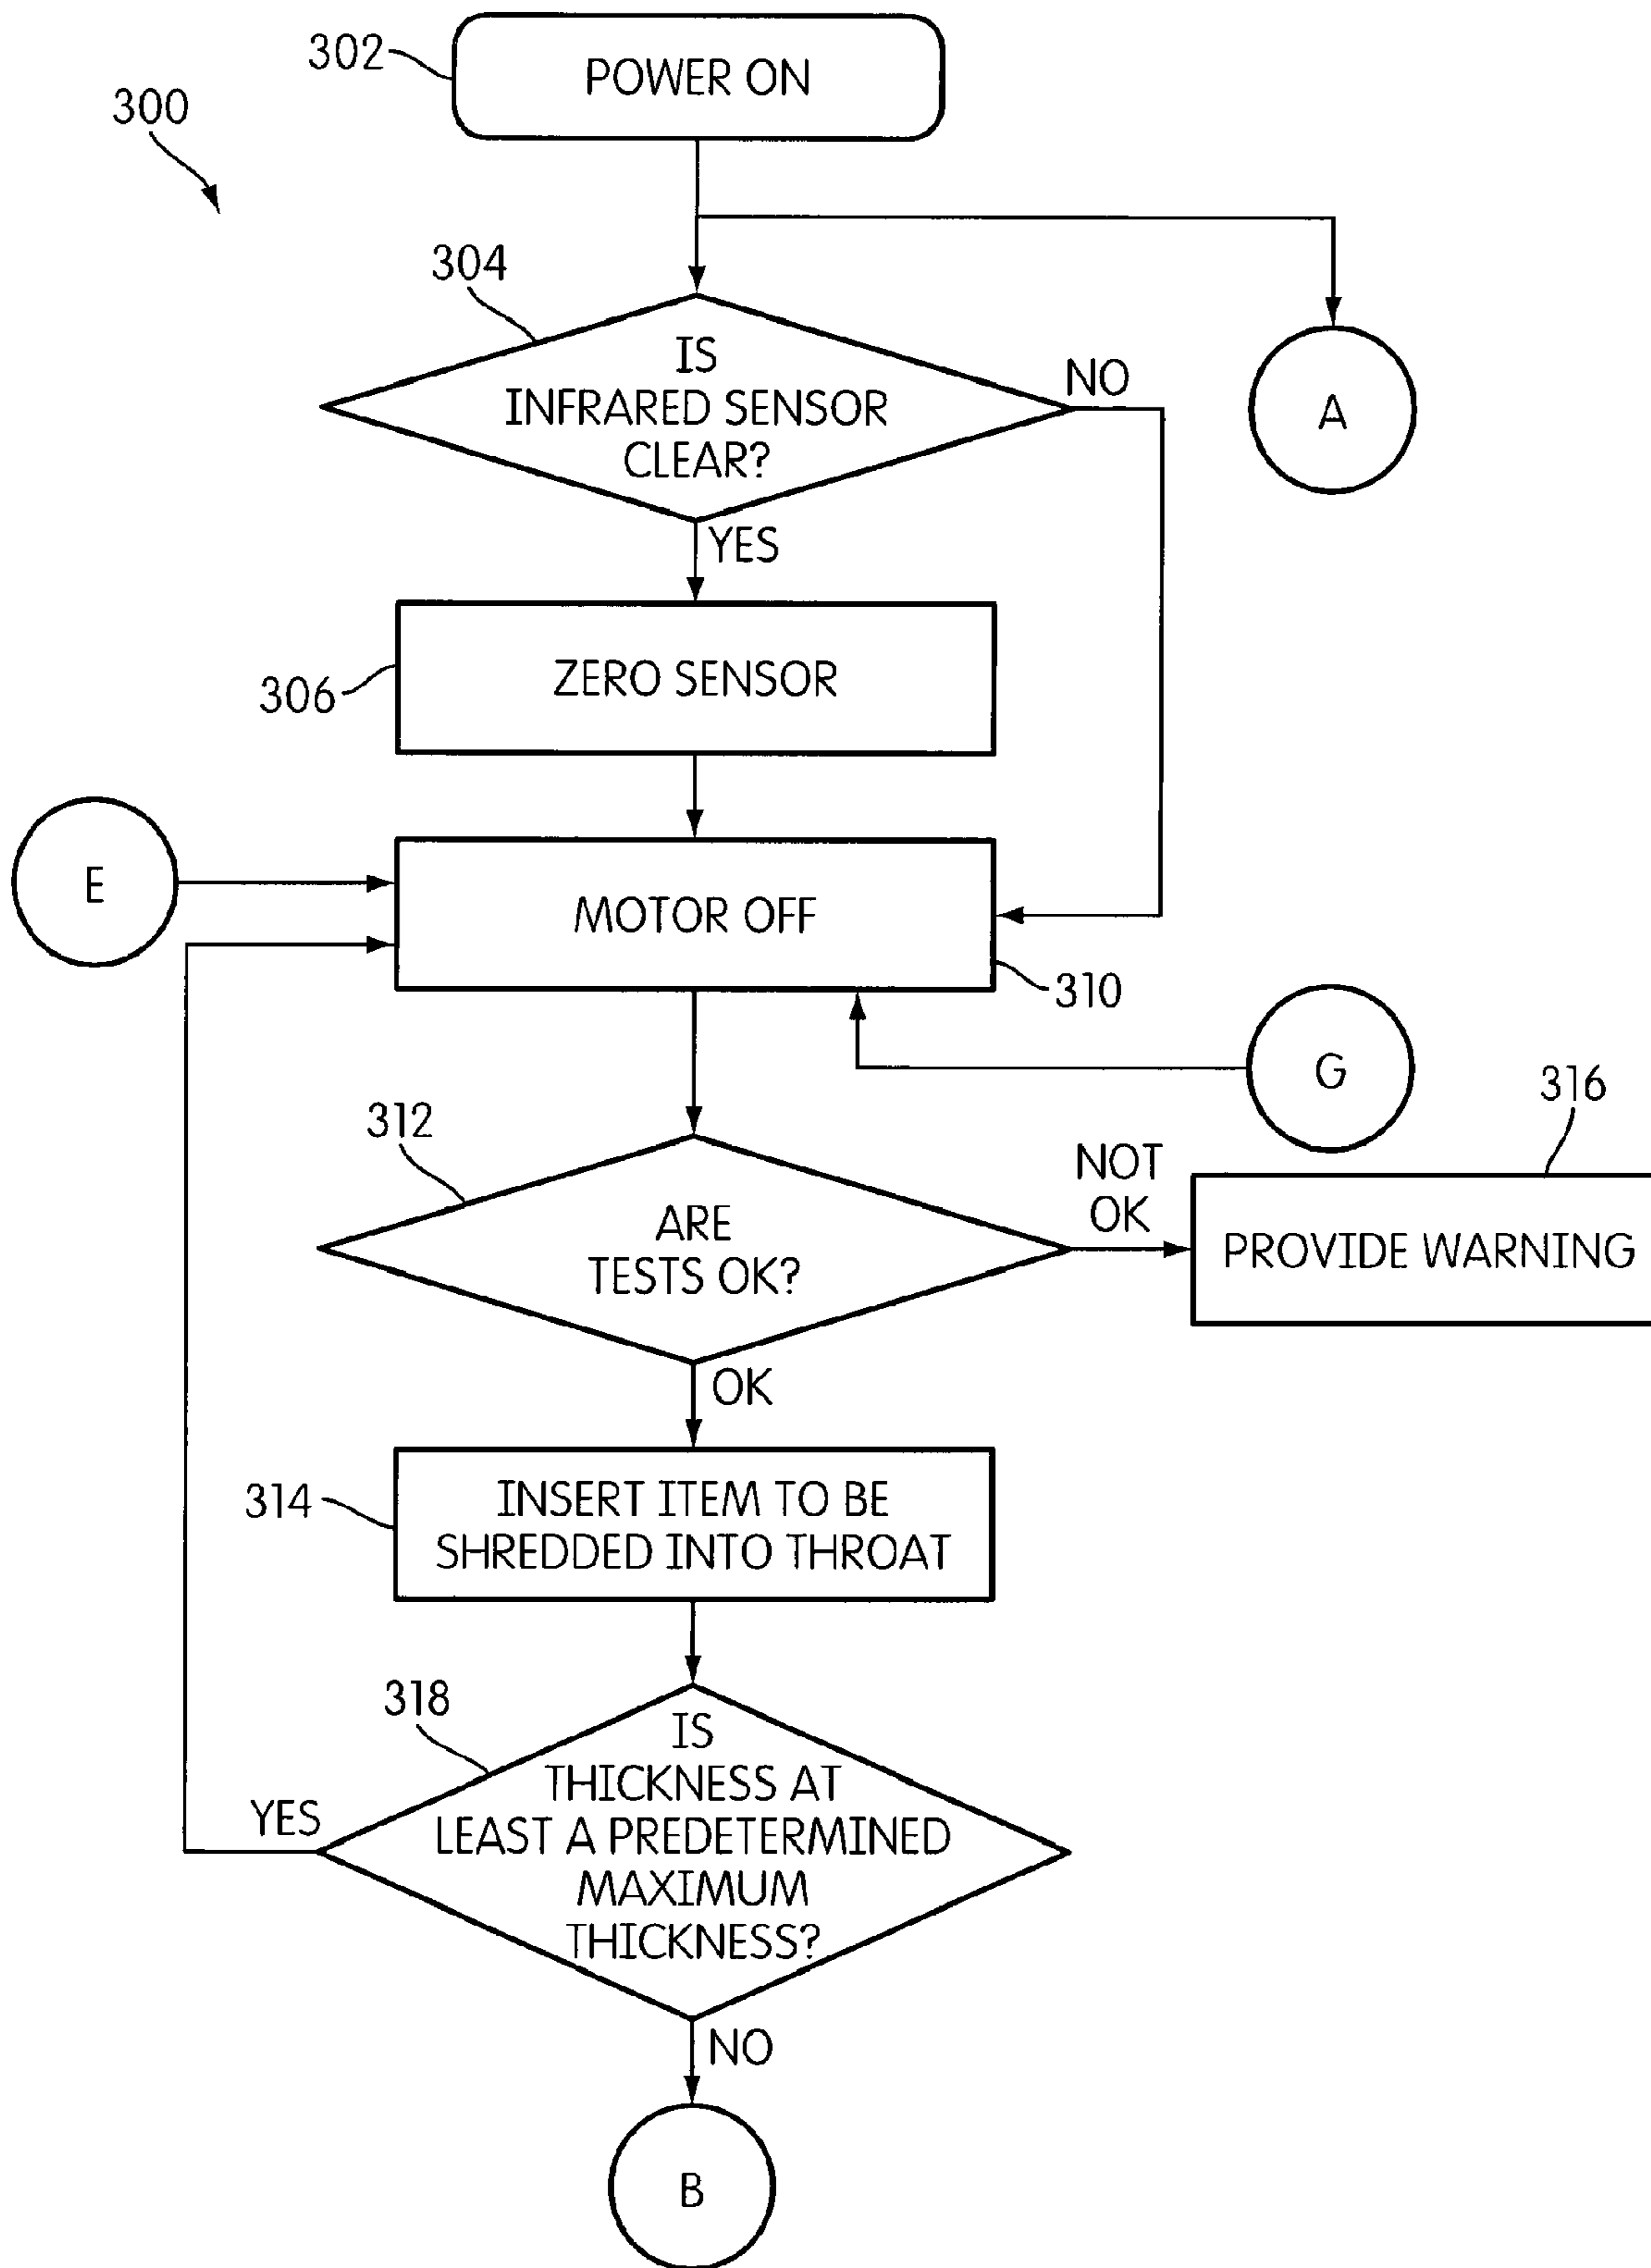 302
POWER ON
300
304
IS
INFRARED SENSOR
CLEAR?
NO
A
YES
306
ZERO SENSOR
E
MOTOR OFF
310
G
316
312
ARE
TESTS OK?
NOT
OK
PROVIDE WARNING
OK
314
INSERT ITEM TO BE
SHREDDED INTO THROAT
318
IS
THICKNESS AT
LEAST A PREDETERMINED
MAXIMUM
THICKNESS?
YES
NO
B